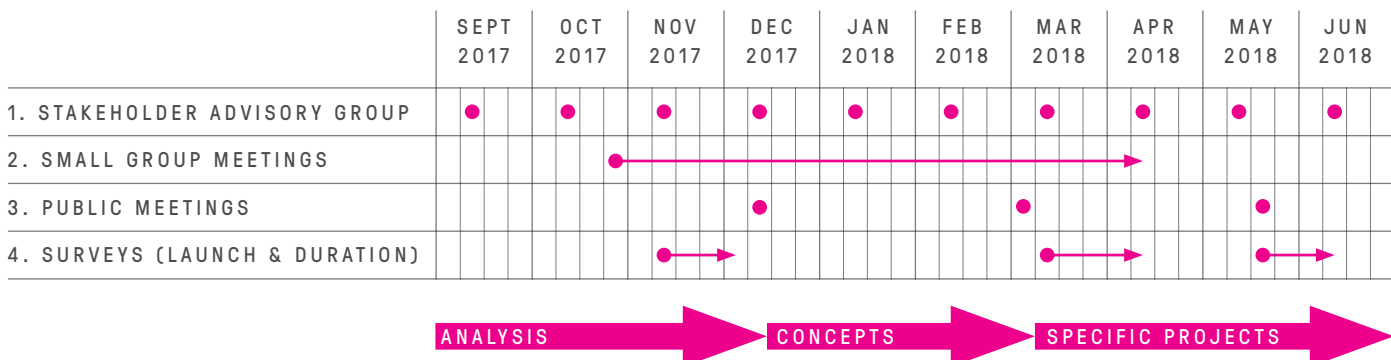 SEPT OCT NOV DEC JAN FEB MAR APR MAY JUN
2017 2017 2017 2017 2018 2018 2018 2018 2018 2018
1. STAKEHOLDER ADVISORY GROUP
2. SMALL GROUP MEETINGS
3. PUBLIC MEETINGS
4. SURVEYS (LAUNCH & DURATION)
ANALYSIS CONCEPTS SPECIFIC PROJECTS